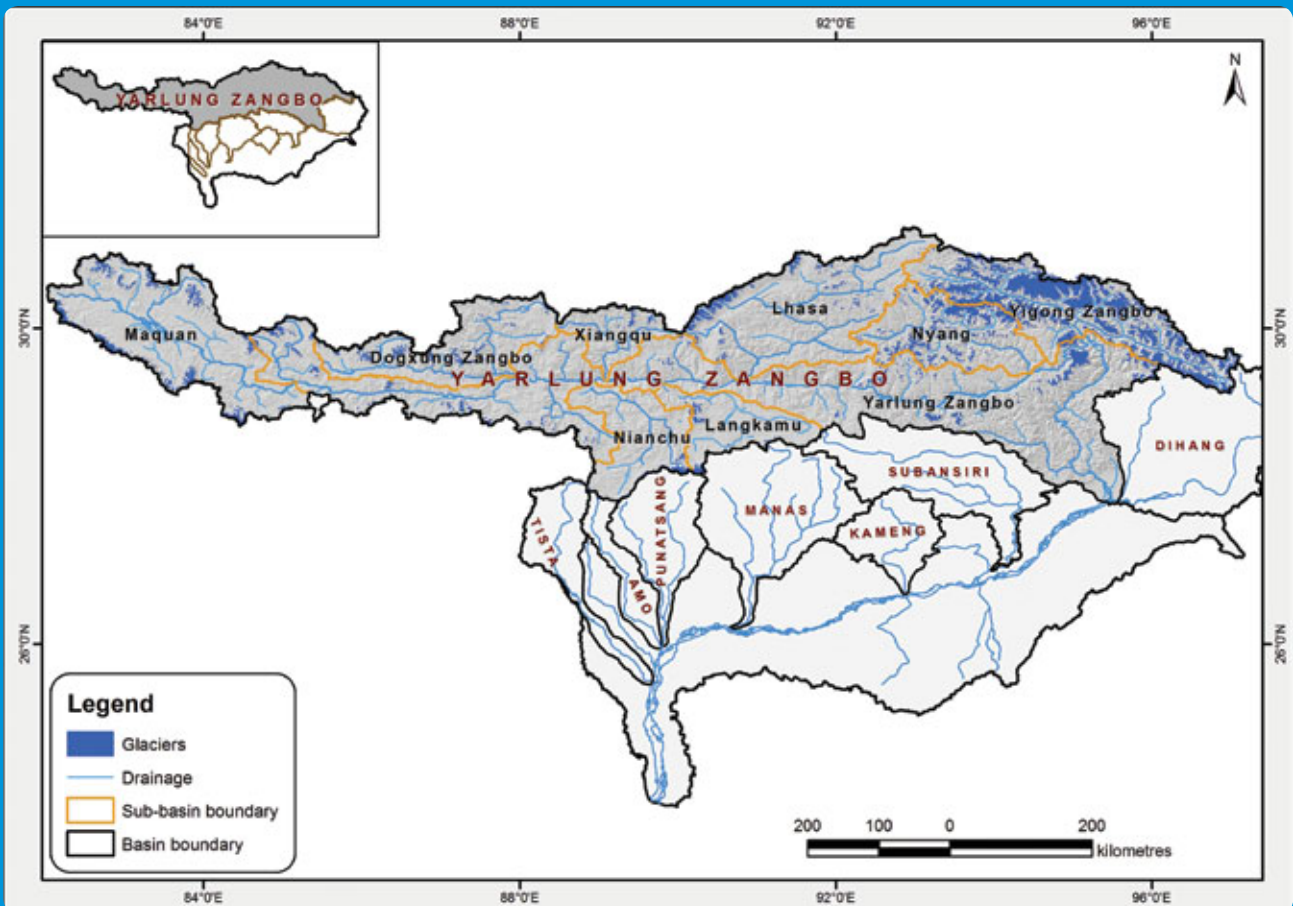 84°0'E 88°0'E 92°0'E 96°0'E
N
YARLUNG ZANGBO
30°0'N 30°0'N
Maquan
Dogxung Zangbo
Xiangqu
Lhasa
Nyang
Yigong Zangbo
YARLUNG ZANGBO
Yarlung Zangbo
Nianchu
Langkamu
DIHANG
SUBANSIRI
MANAS
KAMENG
TISTA
AMO
PUNATSANG
26°0'N 26°0'N
Legend
Glaciers
Drainage
Sub-basin boundary
Basin boundary
200 100 0 200
kilometres
84°0'E 88°0'E 92°0'E 96°0'E